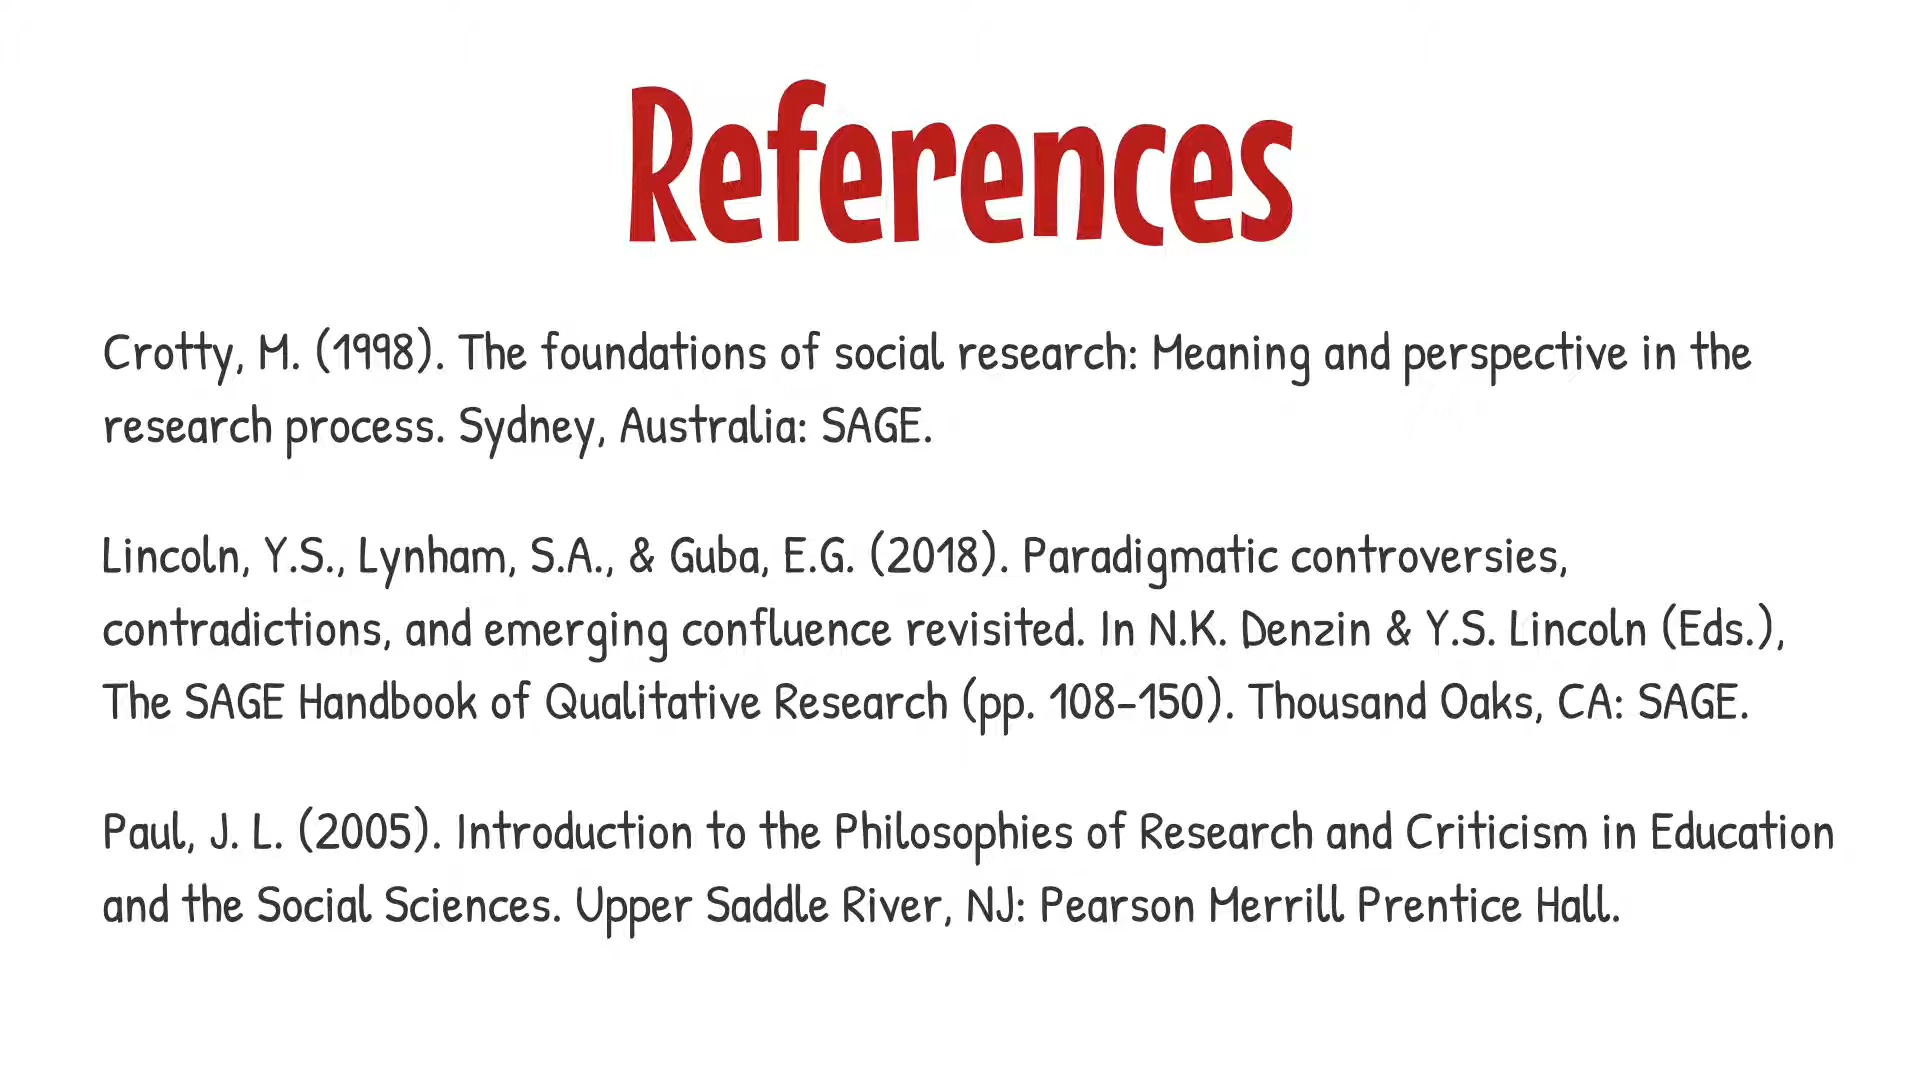 References
Crotty, M. (1998). The foundations of social research: Meaning and perspective in the
research process. Sydney, Australia: SAGE.
Lincoln, Y.S., Lynham, S.A., & Guba, E.G. (2018). Paradigmatic controversies,
contradictions, and emerging confluence revisited. In N.K. Denzin & Y.S. Lincoln (Eds.),
The SAGE Handbook of Qualitative Research (pp. 108-150). Thousand Oaks, CA: SAGE.
Paul, J. L. (2005). Introduction to the Philosophies of Research and Criticism in Education
and the Social Sciences. Upper Saddle River, NJ: Pearson Merrill Prentice Hall.